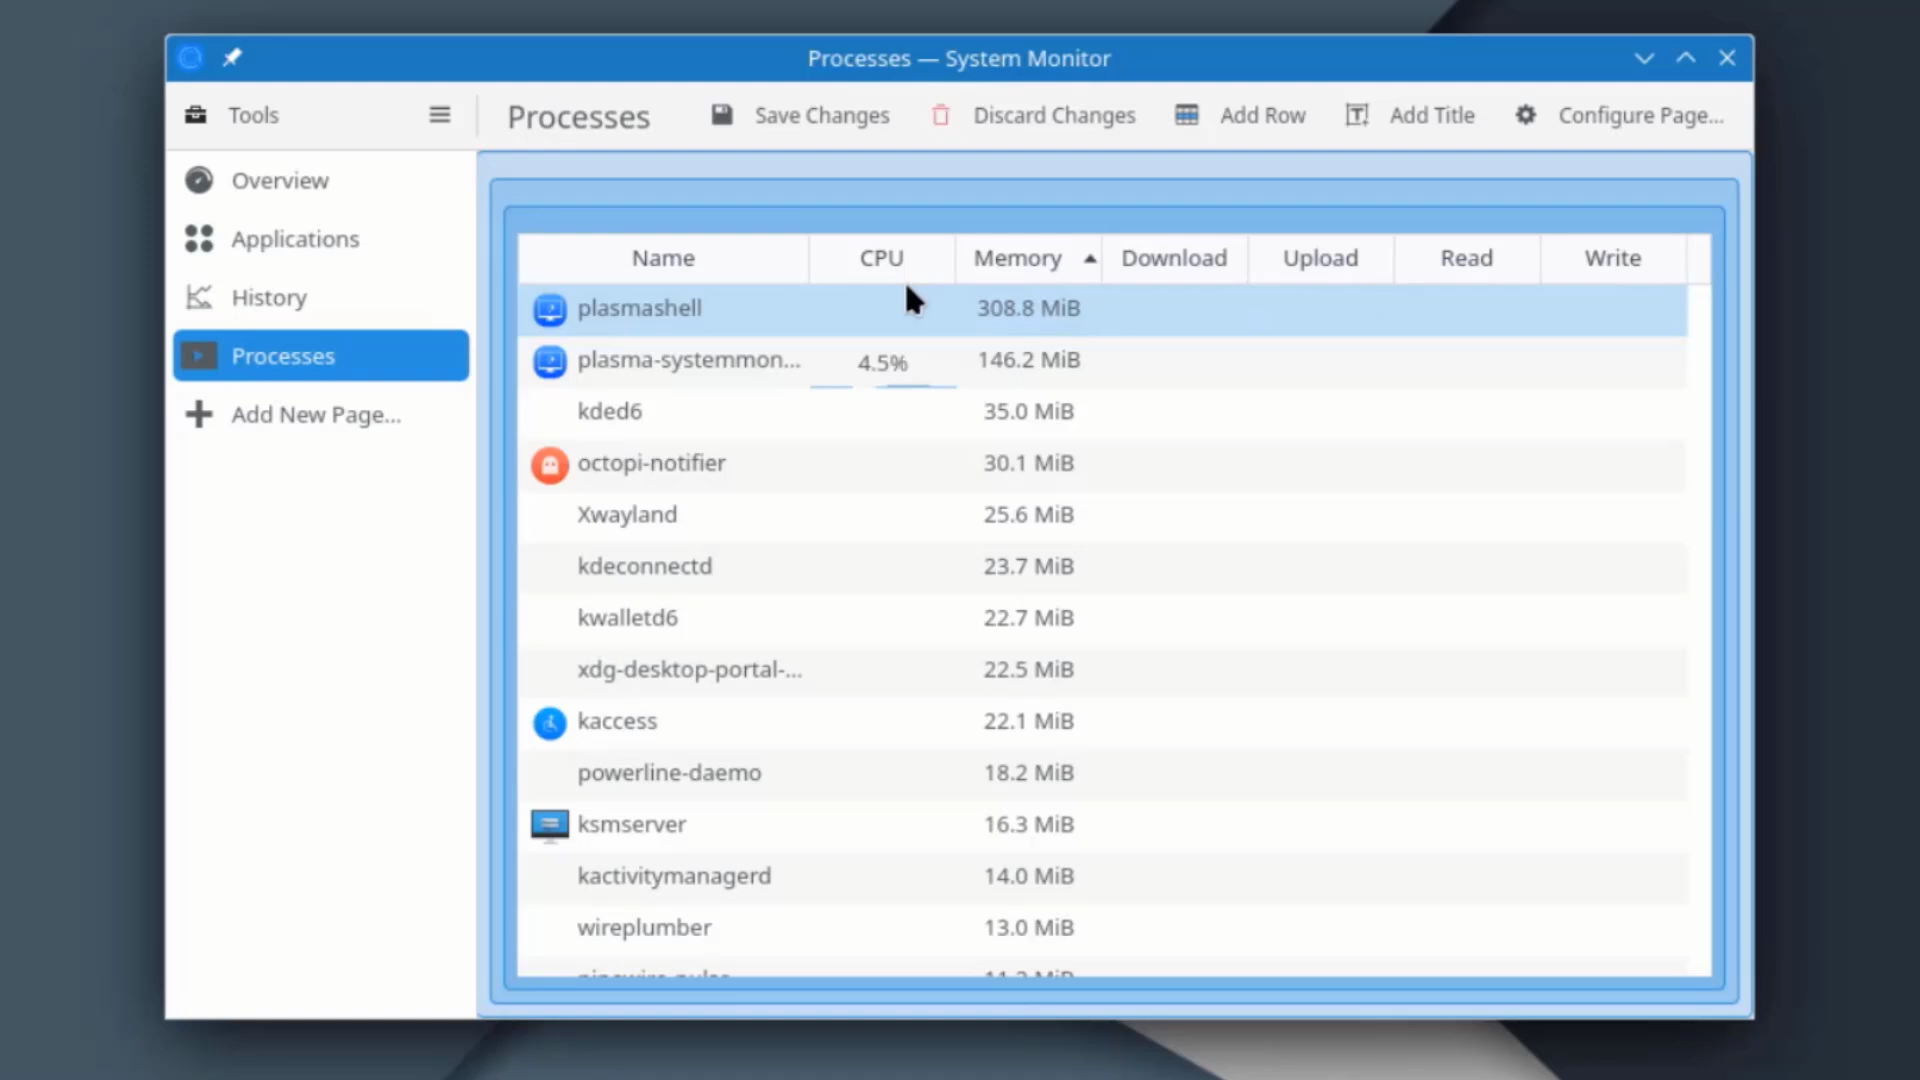 Processes — System Monitor
Tools
Processes
Save Changes
Discard Changes
Add Row
Add Title
Configure Page...
Overview
Applications
History
Processes
Add New Page...
Name CPU Memory Download Upload Read Write
plasmashell 308.8 MiB
plasma-systemmon... 4.5% 146.2 MiB
kded6 35.0 MiB
octopi-notifier 30.1 MiB
Xwayland 25.6 MiB
kdeconnectd 23.7 MiB
kwalletd6 22.7 MiB
xdg-desktop-portal-... 22.5 MiB
kaccess 22.1 MiB
powerline-daemo 18.2 MiB
ksmserver 16.3 MiB
kactivitymanagerd 14.0 MiB
wireplumber 13.0 MiB